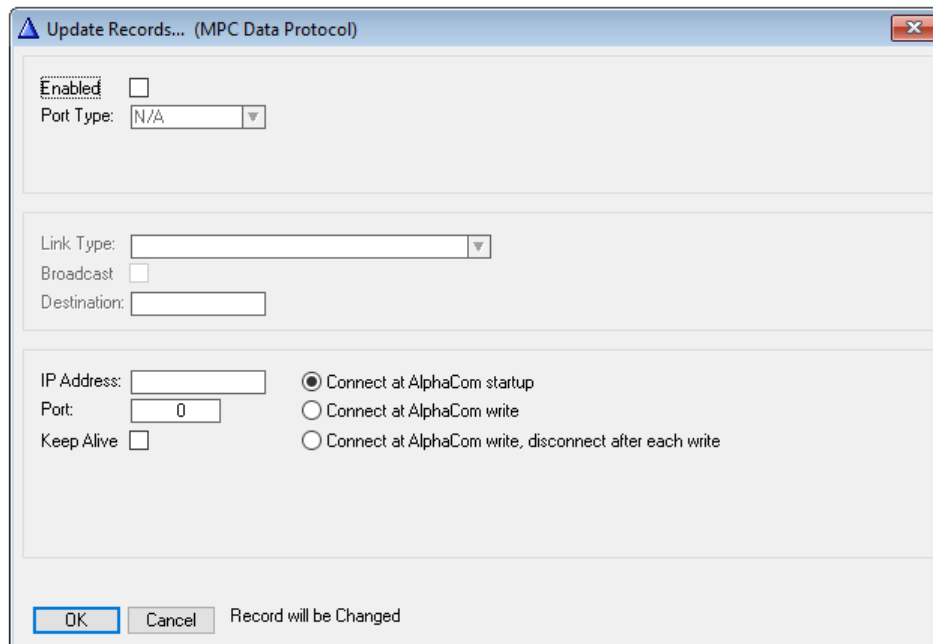 Update Records... (MPC Data Protocol)
Enabled
Port Type: N/A
Link Type:
Broadcast
Destination:
IP Address:
Connect at AlphaCom startup
Port: 0
Connect at AlphaCom write
Keep Alive
Connect at AlphaCom write, disconnect after each write
OK Cancel Record will be Changed